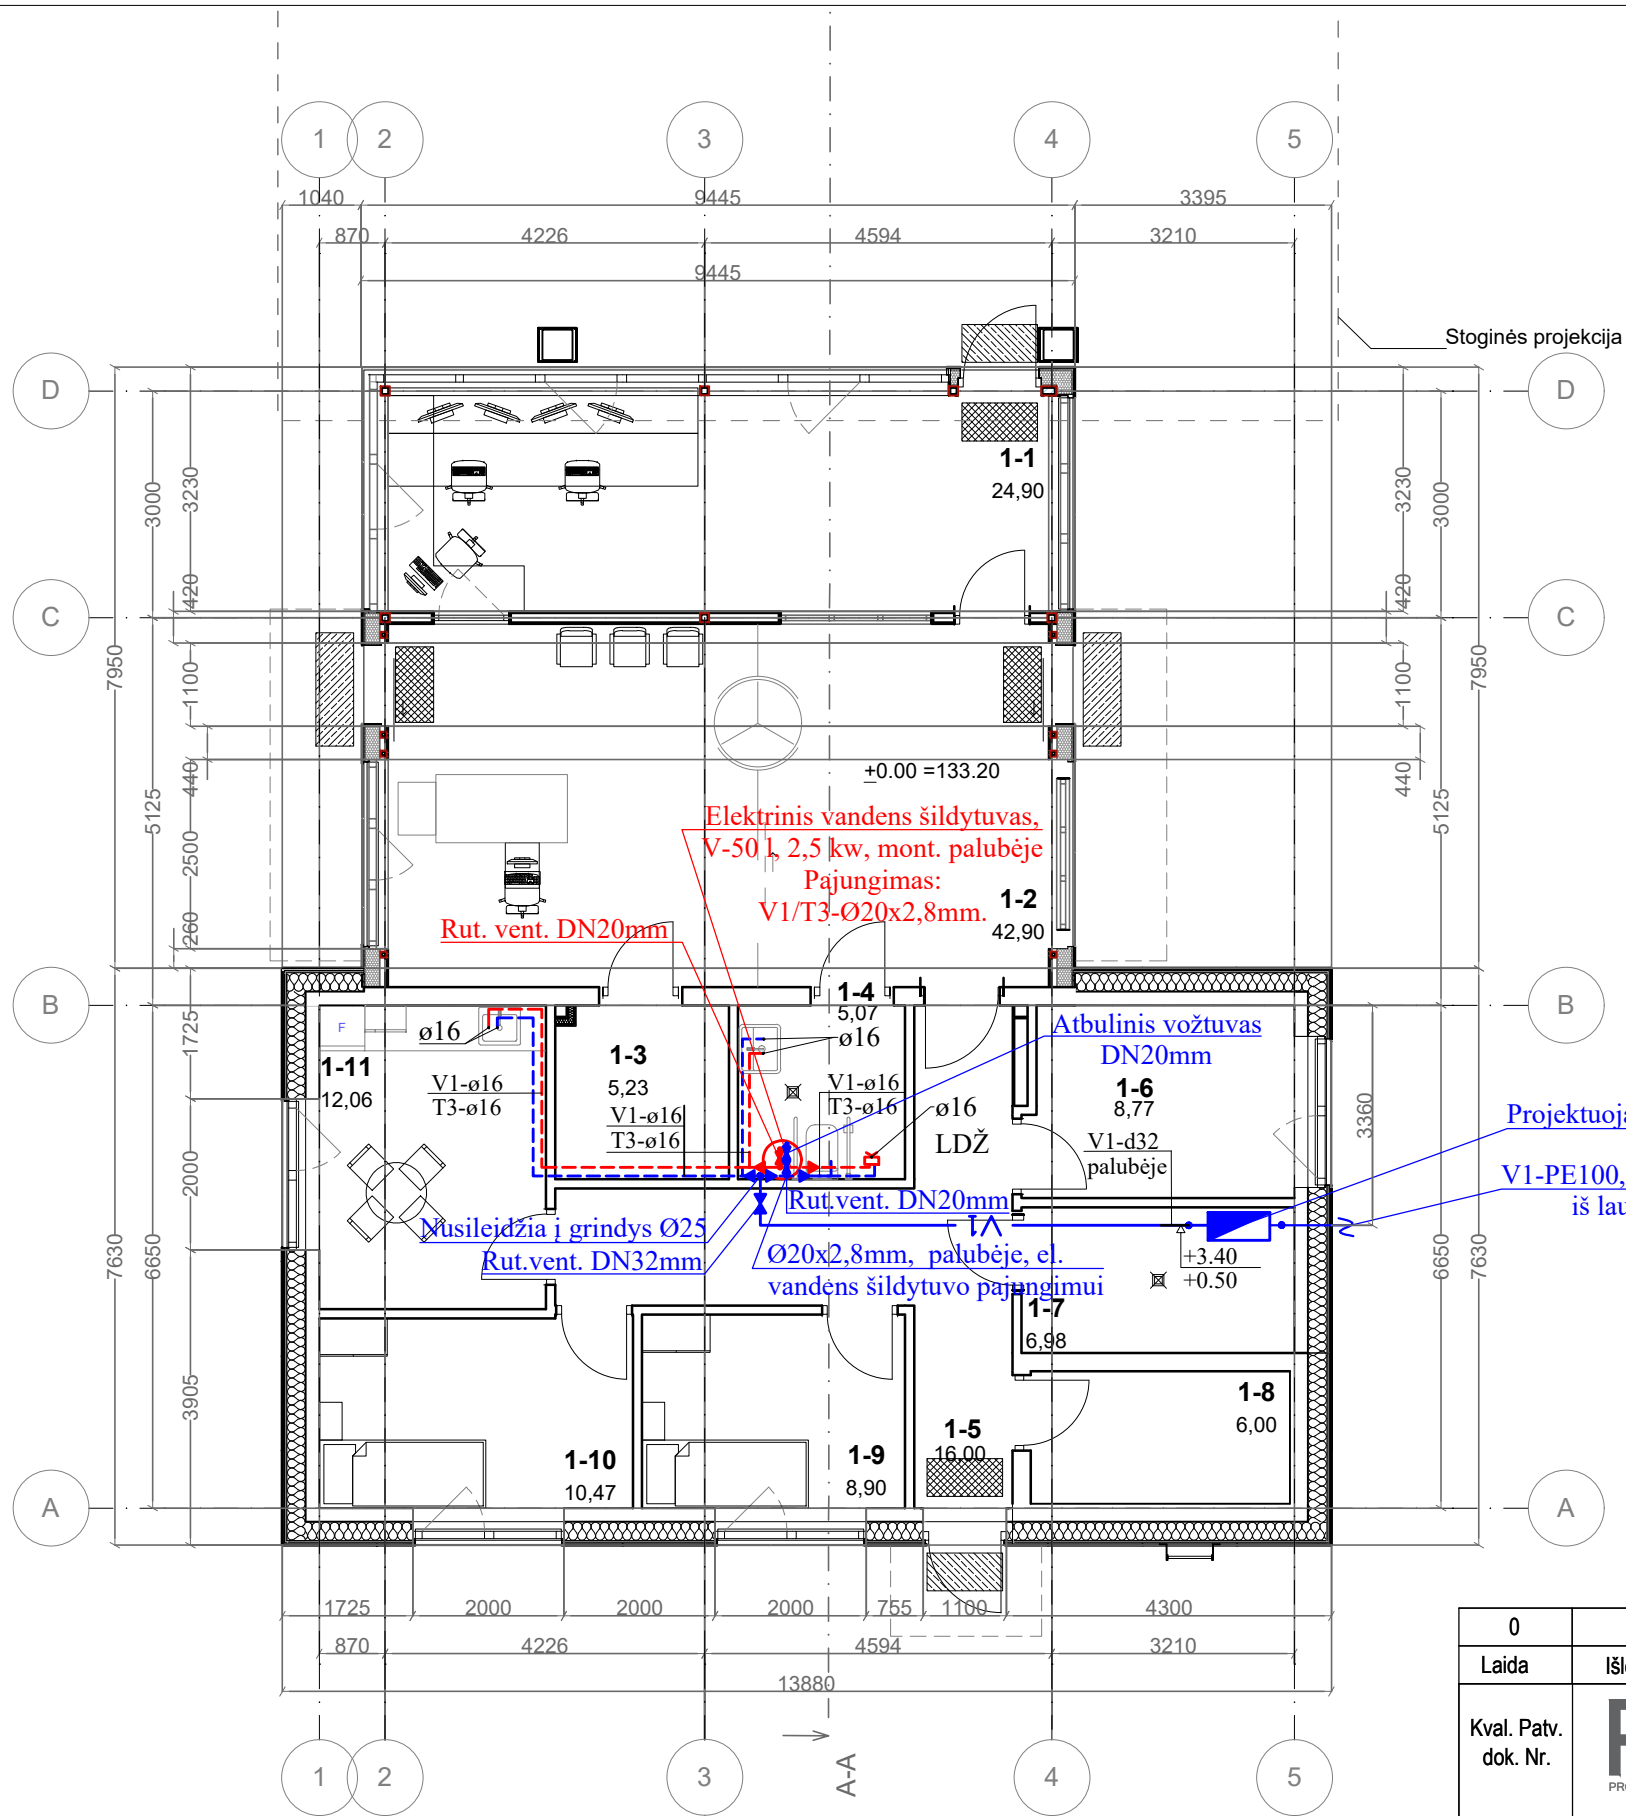 1 2 3 4 5
1040 9445 3395
870 4226 4594 3210
9445
Stoginės projekcija
D D
1-1
24,90
3000 3230 3230 3000
420 420
C C
7950 1100 1100 7950
+0.00 =133.20
440 440
5125 5125
Elektrinis vandens šildytuvas,
V-50 l, 2,5 kw, mont. palubėje
Pajungimas:
V1/T3-Ø20x2,8mm.
2500
1-2
42,90
260
Rut. vent. DN20mm
B B
1-4
5,07
1725
F
ø16
ø16
Atbulinis vožtuvas
DN20mm
1-11
12,06
1-3
5,23
V1-ø16
T3-ø16
V1-ø16
T3-ø16
V1-ø16
T3-ø16
ø16
LDŽ
1-6
8,77
V1-d32
palubėje
3360
Projektuoja
V1-PE100,
iš lau
2000
Rut.vent. DN20mm
Nusileidžia į grindys Ø25
Rut.vent. DN32mm
V1
Ø20x2,8mm, palubėje, el.
vandens šildytuvo pajungimui
+3.40
+0.50
7630 6650 6650 7630
1-7
6,98
3905
1-8
6,00
1-5
16,00
1-10
10,47
1-9
8,90
A A
1725 2000 2000 2000 755 1100 4300
870 4226 4594 3210
13880
0
Laida
Kval. Patv.
dok. Nr.
A-A
1 2 3 4 5